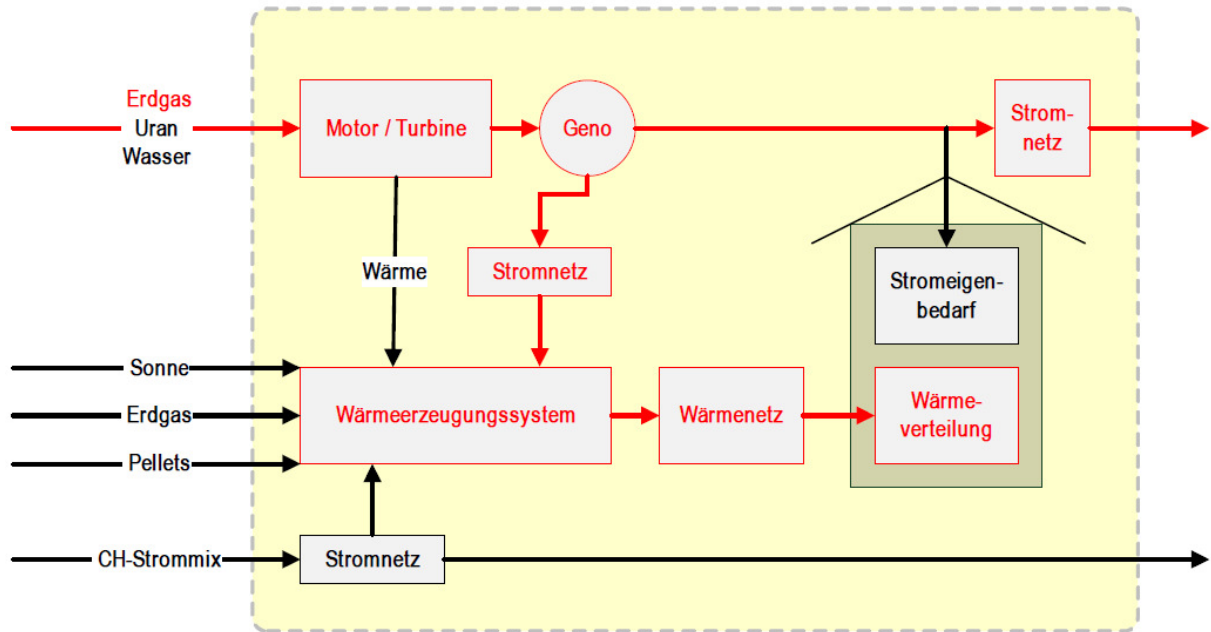 Erdgas
Uran
Wasser
Motor / Turbine
Geno
Strom-
netz
Wärme
Stromnetz
Stromeigen-
bedarf
Sonne
Erdgas
Pellets
Wärmeerzeugungssystem
Wärmenetz
Wärme-
verteilung
CH-Strommix
Stromnetz